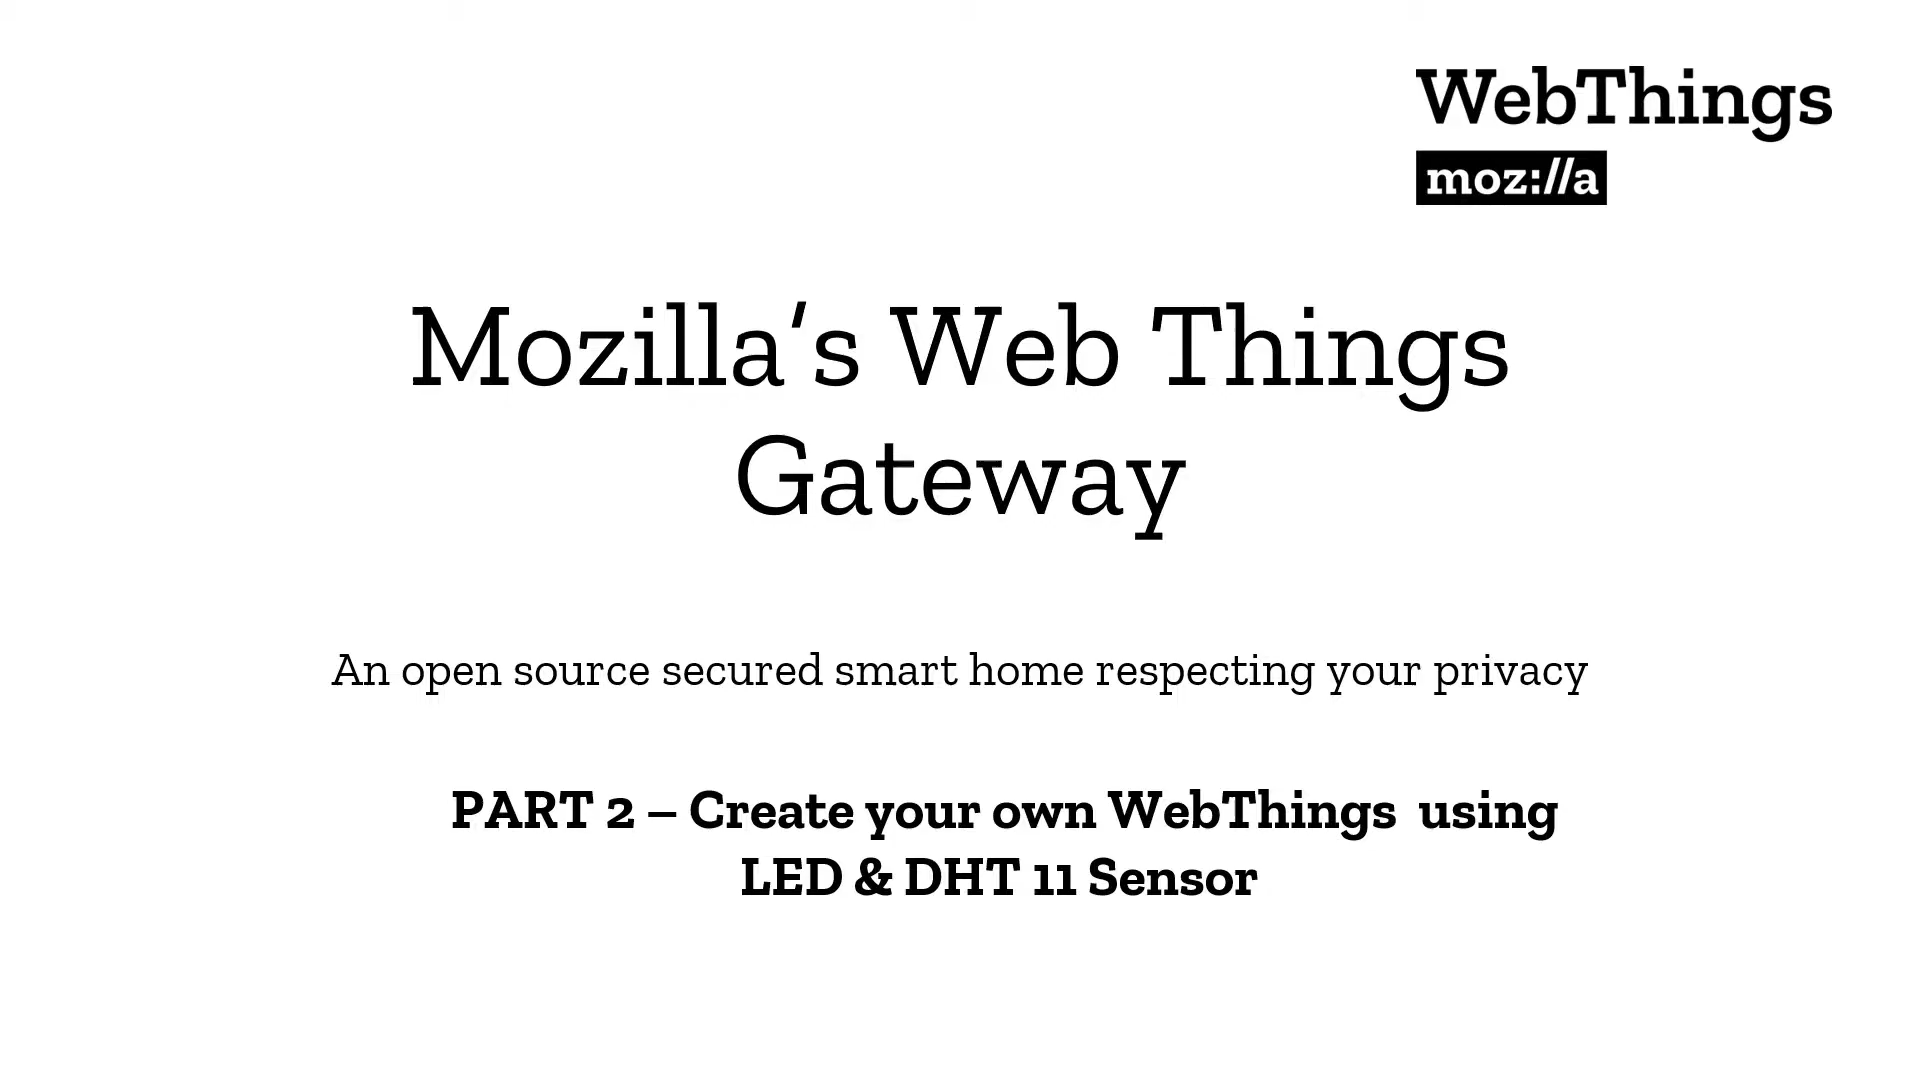 WebThings
moz://a
Mozilla‘s Web Things
Gateway
An open source secured smart home respecting your privacy
PART 2 – Create your own WebThings using
LED & DHT 11 Sensor